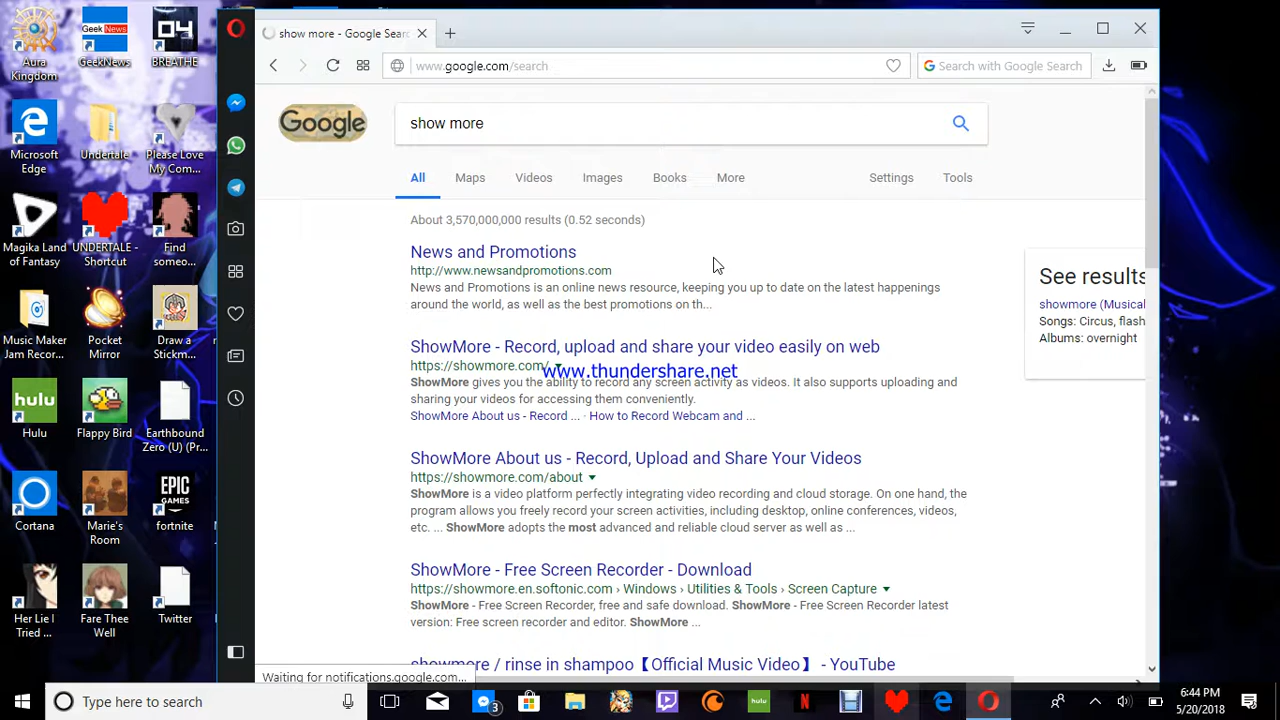 show more - Google Sear
www.google.com/search
Search with Google Search
Google
show more
All Maps Videos Images Books More Settings Tools
About 3,570,000,000 results (0.52 seconds)
News and Promotions
http://www.newsandpromotions.com
News and Promotions is an online news resource, keeping you up to date on the latest happenings
around the world, as well as the best promotions on th...
ShowMore - Record, upload and share your video easily on web
https://showmore.com/
www.thundershare.net
ShowMore gives you the ability to record any screen activity as videos. It also supports uploading and
sharing your videos for accessing them conveniently.
ShowMore About us - Record ... · How to Record Webcam and ...
ShowMore About us - Record, Upload and Share Your Videos
https://showmore.com/about
ShowMore is a video platform perfectly integrating video recording and cloud storage. On one hand, the
program allows you freely record your screen activities, including desktop, online conferences, videos,
etc. ... ShowMore adopts the most advanced and reliable cloud server as well as ...
ShowMore - Free Screen Recorder - Download
https://showmore.en.softonic.com › Windows › Utilities & Tools › Screen Capture
ShowMore - Free Screen Recorder, free and safe download. ShowMore - Free Screen Recorder latest
version: Free screen recorder and editor. ShowMore ...
showmore / rinse in shampoo【Official Music Video】 - YouTube
See results
showmore (Musical
Songs: Circus, flash
Albums: overnight
Waiting for notifications.google.com...
Aura
Kingdom
Geek News
GeekNews
04
BREATHE
Microsoft
Edge
Undertale
Please Love
My Com...
Magika Land
of Fantasy
UNDERTALE -
Shortcut
Find
someo...
Music Maker
Jam Recor...
Pocket
Mirror
Draw a
Stickm...
hulu
Hulu
Flappy Bird
Earthbound
Zero (U) (Pr...
Cortana
Marie's
Room
EPIC
GAMES
fortnite
Her Lie I
Tried ...
Fare Thee
Well
Twitter
Type here to search
3
hulu
N
6:44 PM
5/20/2018